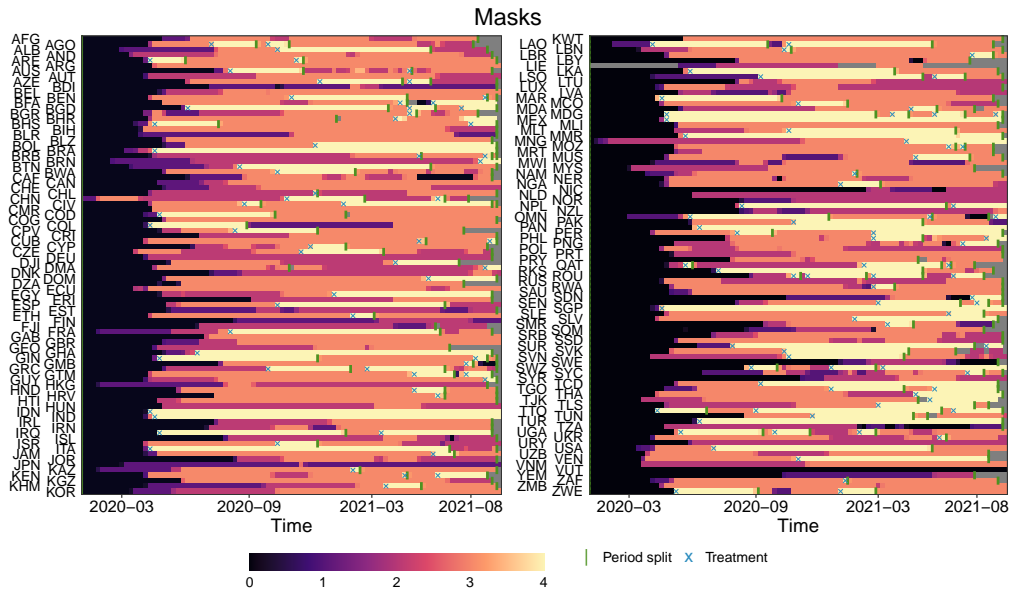 Masks
AFG
AGO
ALB
AND
ARE
ARG
AUS
AUT
AZE
BDI
BEL
BEN
BFA
BGD
BGR
BHR
BHS
BIH
BLR
BLZ
BOL
BRA
BRB
BRN
BTN
BWA
CAF
CAN
CHE
CHL
CHN
CIV
CMR
COD
COG
COL
CPV
CRI
CUB
CYP
CZE
DEU
DJI
DMA
DNK
DOM
DZA
ECU
EGY
ERI
ESP
EST
ETH
FIN
FJI
FRA
GAB
GBR
GEO
GHA
GIN
GMB
GRC
GTM
GUY
HKG
HND
HRV
HTI
HUN
IDN
IND
IRL
IRN
IRQ
ISL
ISR
ITA
JAM
JOR
JPN
KAZ
KEN
KGZ
KHM
KOR
2020−03 2020−09 2021−03 2021−08
Time
KWT
LAO
LBN
LBR
LBY
LIE
LKA
LSO
LTU
LUX
LVA
MAR
MCO
MDA
MDG
MEX
MLI
MLT
MMR
MNG
MOZ
MRT
MUS
MWI
MYS
NAM
NER
NGA
NIC
NLD
NOR
NPL
NZL
OMN
PAK
PAN
PER
PHL
PNG
POL
PRT
PRY
QAT
RKS
ROU
RUS
RWA
SAU
SDN
SEN
SGP
SLE
SLV
SMR
SOM
SRB
SSD
SUR
SVK
SVN
SWE
SWZ
SYC
SYR
TCD
TGO
THA
TJK
TLS
TTO
TUN
TUR
TZA
UGA
UKR
URY
USA
UZB
VEN
VNM
VUT
YEM
ZAF
ZMB
ZWE
2020−03 2020−09 2021−03 2021−08
Time
0 1 2 3 4
Period split
Treatment